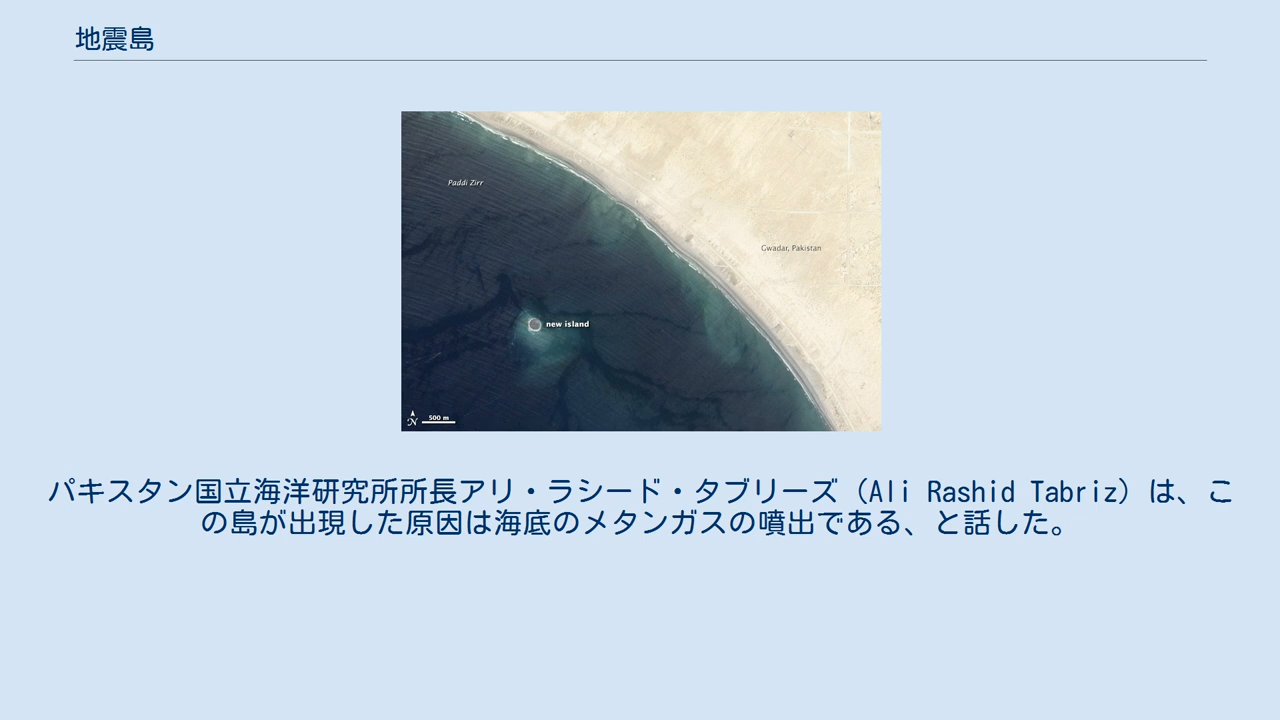 地震島
Paddi Zirr
Gwadar, Pakistan
new island
N
500 m
パキスタン国立海洋研究所所長アリ・ラシード・タブリーズ（Ali Rashid Tabriz）は、こ
の島が出現した原因は海底のメタンガスの噴出である、と話した。